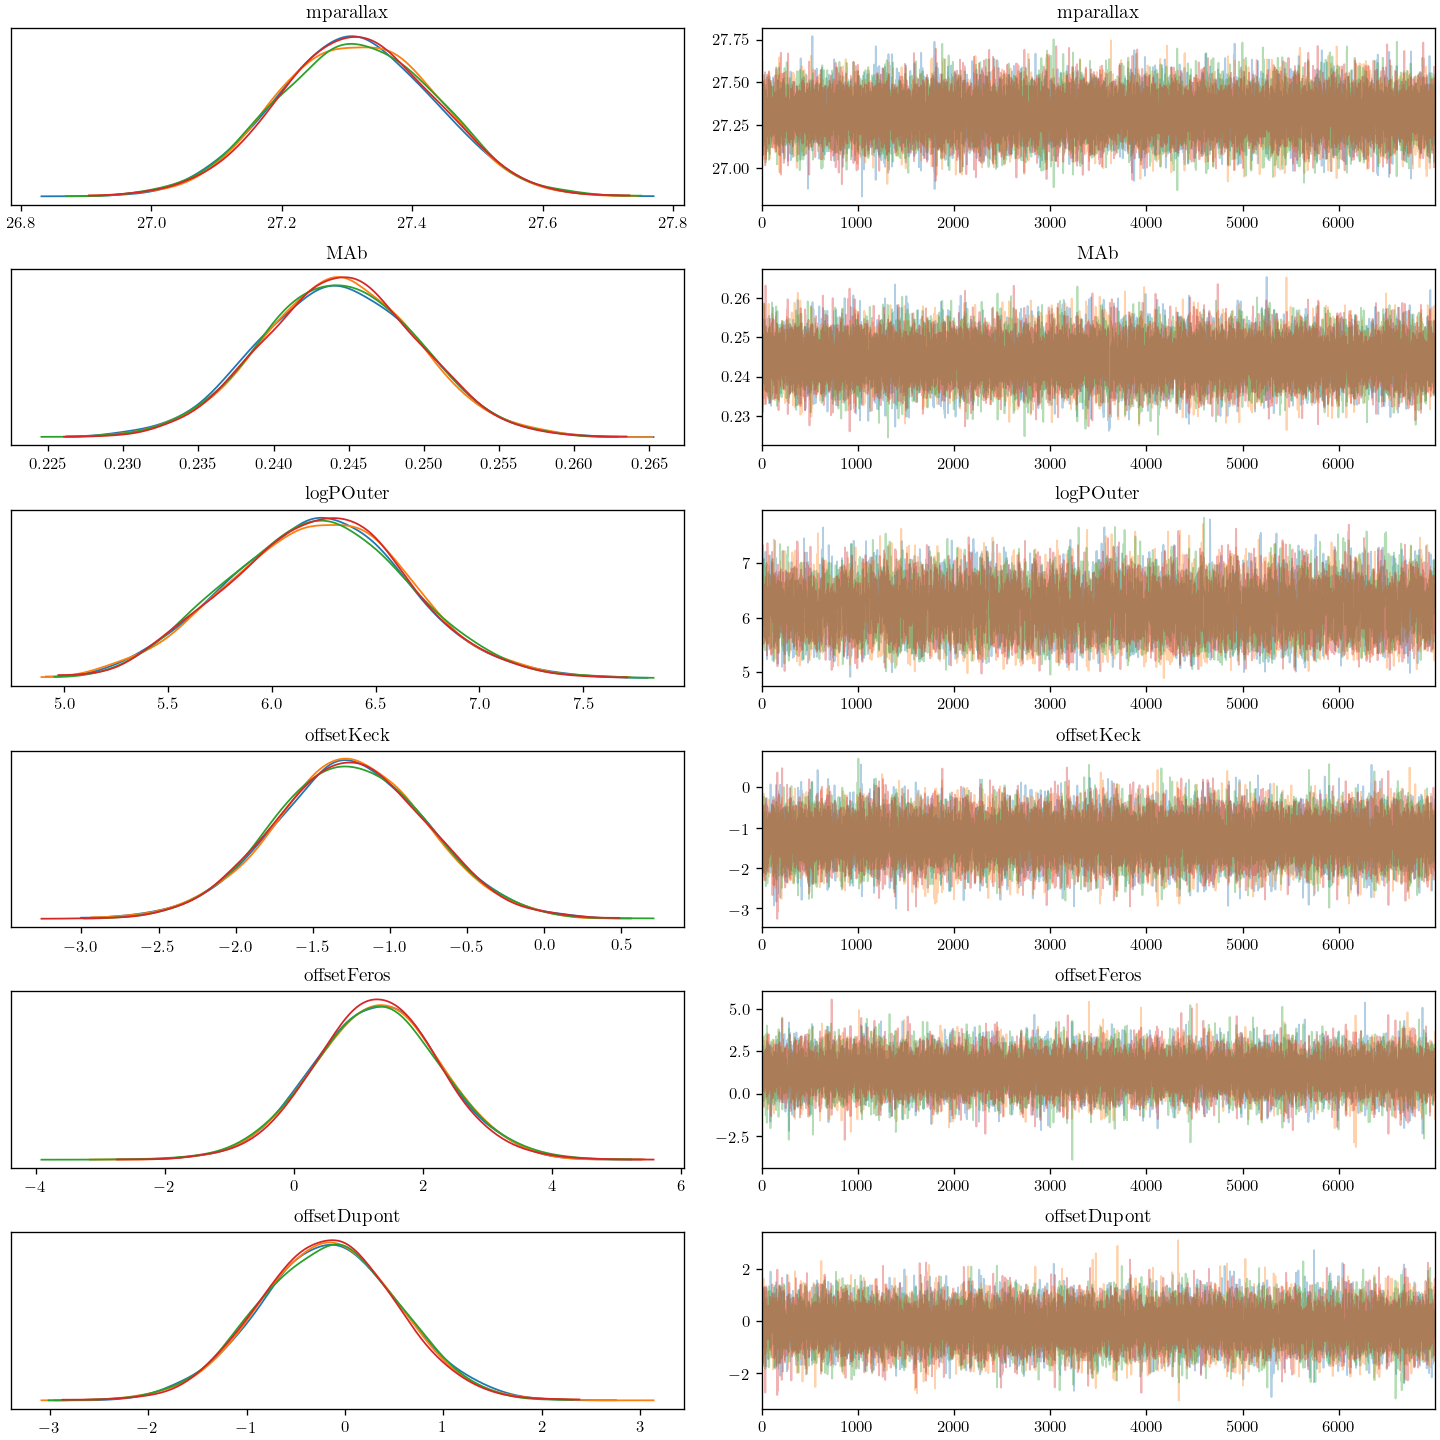 mparallax mparallax
27.75
27.50
27.25
27.00
26.8 27.0 27.2 27.4 27.6 27.8 0 1000 2000 3000 4000 5000 6000
MAb MAb
0.26
0.25
0.24
0.23
0.225 0.230 0.235 0.240 0.245 0.250 0.255 0.260 0.265 0 1000 2000 3000 4000 5000 6000
logPOuter logPOuter
7
6
5
5.0 5.5 6.0 6.5 7.0 7.5 0 1000 2000 3000 4000 5000 6000
offsetKeck offsetKeck
0
−1
−2
−3
−3.0 −2.5 −2.0 −1.5 −1.0 −0.5 0.0 0.5 0 1000 2000 3000 4000 5000 6000
offsetFeros offsetFeros
5.0
2.5
0.0
−2.5
−4 −2 0 2 4 6 0 1000 2000 3000 4000 5000 6000
offsetDupont offsetDupont
2
0
−2
−3 −2 −1 0 1 2 3 0 1000 2000 3000 4000 5000 6000